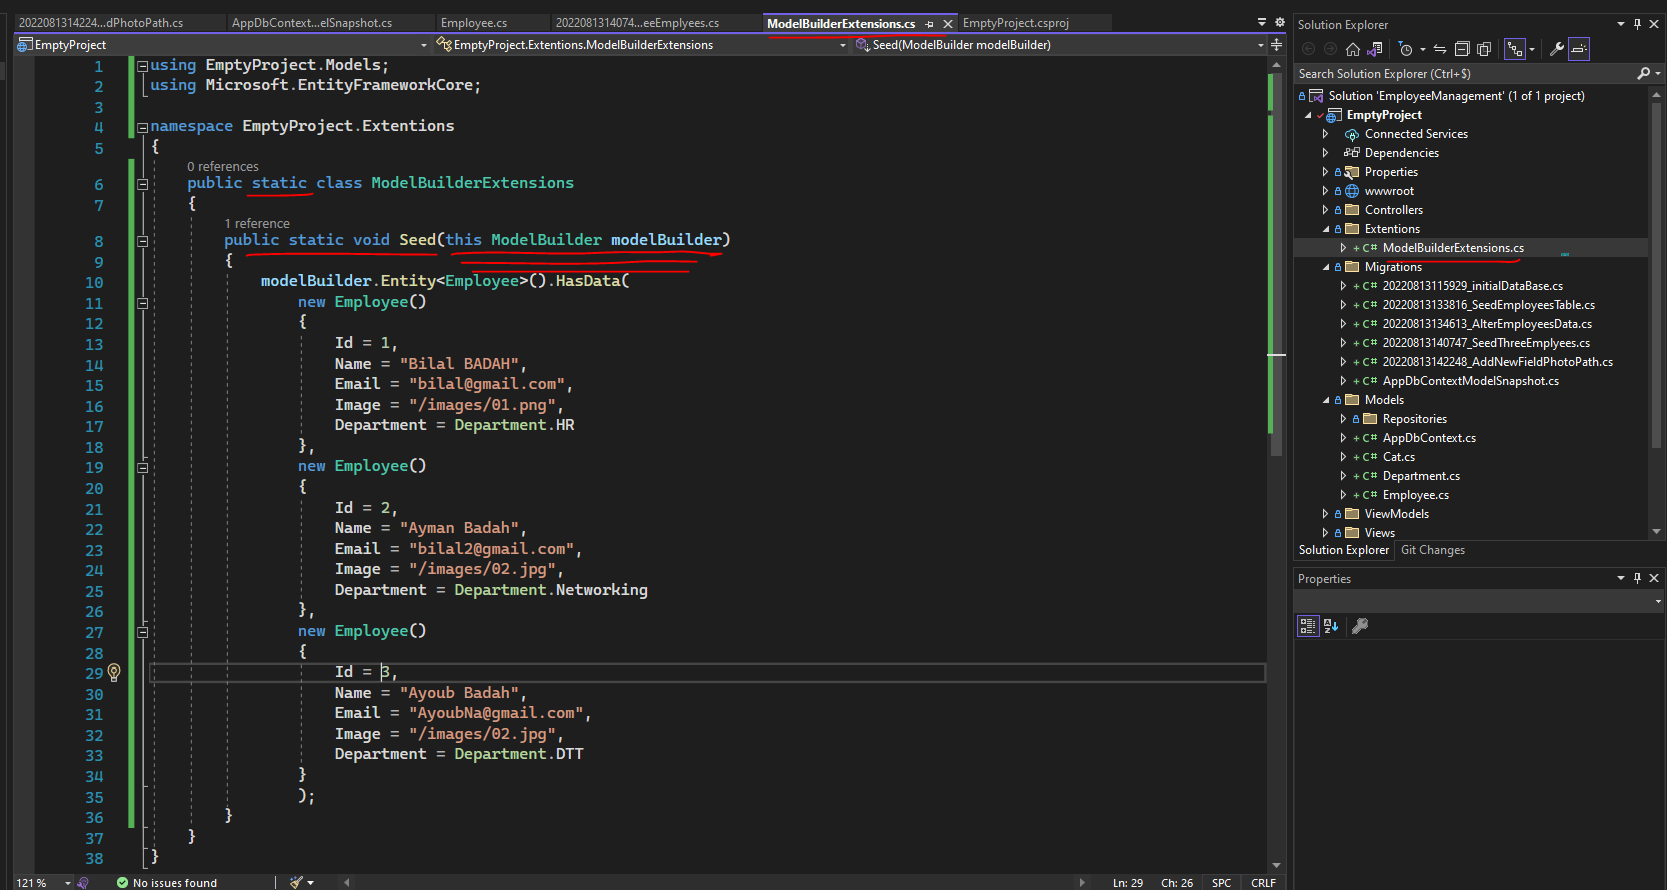 20220813114224...dPhotoPath.cs AppDbContext...elSnapshot.cs Employee.cs 20220813114074...eeEmplyees.cs ModelBuilderExtensions.cs EmptyProject.csproj
EmptyProject EmptyProject.Extentions.ModelBuilderExtensions Seed(ModelBuilder modelBuilder)
1 using EmptyProject.Models;
2 using Microsoft.EntityFrameworkCore;
3
4 namespace EmptyProject.Extentions
5 {
0 references
6 public static class ModelBuilderExtensions
7 {
1 reference
8 public static void Seed(this ModelBuilder modelBuilder)
9 {
10 modelBuilder.Entity<Employee>().HasData(
11 new Employee()
12 {
13 Id = 1,
14 Name = "Bilal BADAH",
15 Email = "bilal@gmail.com",
16 Image = "/images/01.png",
17 Department = Department.HR
18 },
19 new Employee()
20 {
21 Id = 2,
22 Name = "Ayman Badah",
23 Email = "bilal2@gmail.com",
24 Image = "/images/02.jpg",
25 Department = Department.Networking
26 },
27 new Employee()
28 {
29 Id = 3,
30 Name = "Ayoub Badah",
31 Email = "AyoubNa@gmail.com",
32 Image = "/images/02.jpg",
33 Department = Department.DTT
34 }
35 );
36 }
37 }
38 }
121 % No issues found Ln: 29 Ch: 26 SPC CRLF
Solution Explorer
Search Solution Explorer (Ctrl+$)
Solution 'EmployeeManagement' (1 of 1 project)
EmptyProject
Connected Services
Dependencies
Properties
wwwroot
Controllers
Extentions
C# ModelBuilderExtensions.cs
Migrations
C# 20220813115929_initialDataBase.cs
C# 20220813133816_SeedEmployeesTable.cs
C# 20220813134613_AlterEmployeesData.cs
C# 20220813140747_SeedThreeEmplyees.cs
C# 20220813142248_AddNewFieldPhotoPath.cs
C# AppDbContextModelSnapshot.cs
Models
Repositories
C# AppDbContext.cs
C# Cat.cs
C# Department.cs
C# Employee.cs
ViewModels
Views
Solution Explorer Git Changes
Properties